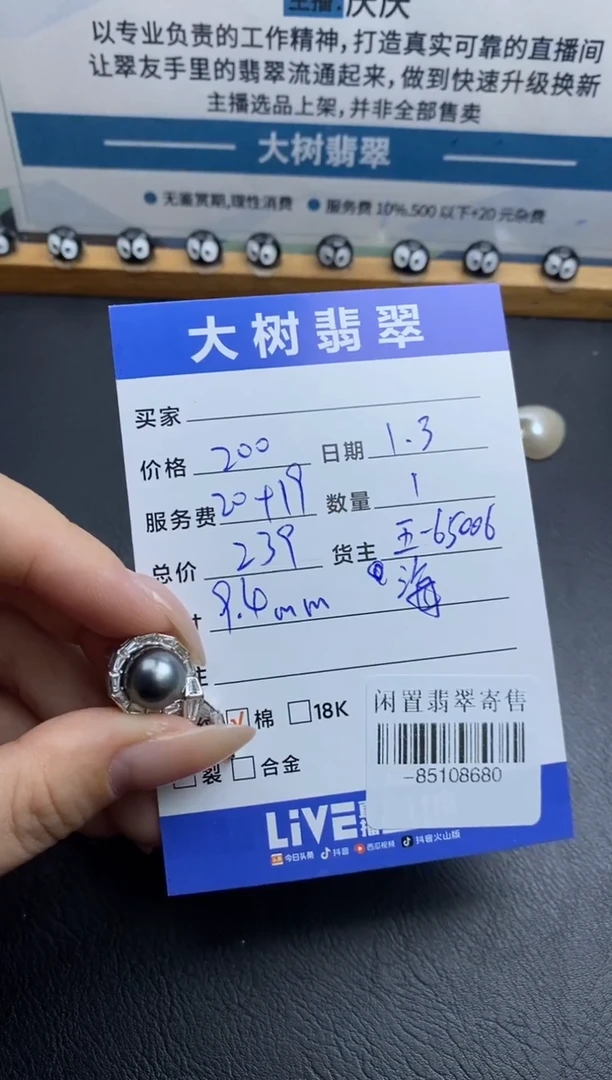 以专业负责的工作精神,打造真实可靠的直播间
让翠友手里的翡翠流通起来,做到快速升级换新
主播选品上架,并非全部售卖
大树翡翠
无鉴赏期,理性消费 服务费10%.500以下+20元杂费
大树翡翠
买家
价格 200 日期 1.3
服务费 20+19 数量 1
总价 239 货主 五-65006
海
9.4mm
棉 18K
裂 合金
闲置翡翠寄售
-85108680
LiVE
今日头条 抖音 西瓜视频 抖音火山版